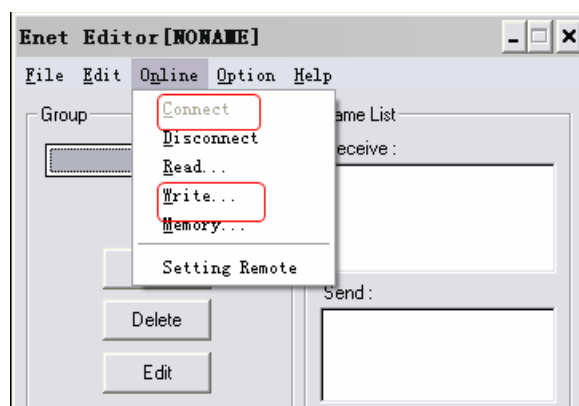 Enet Editor[NONAME]
File Edit Online Option Help
Group
Connect
Disconnect
Read...
Write...
Memory...
Setting Remote
ame List
eceive :
Send :
Delete
Edit